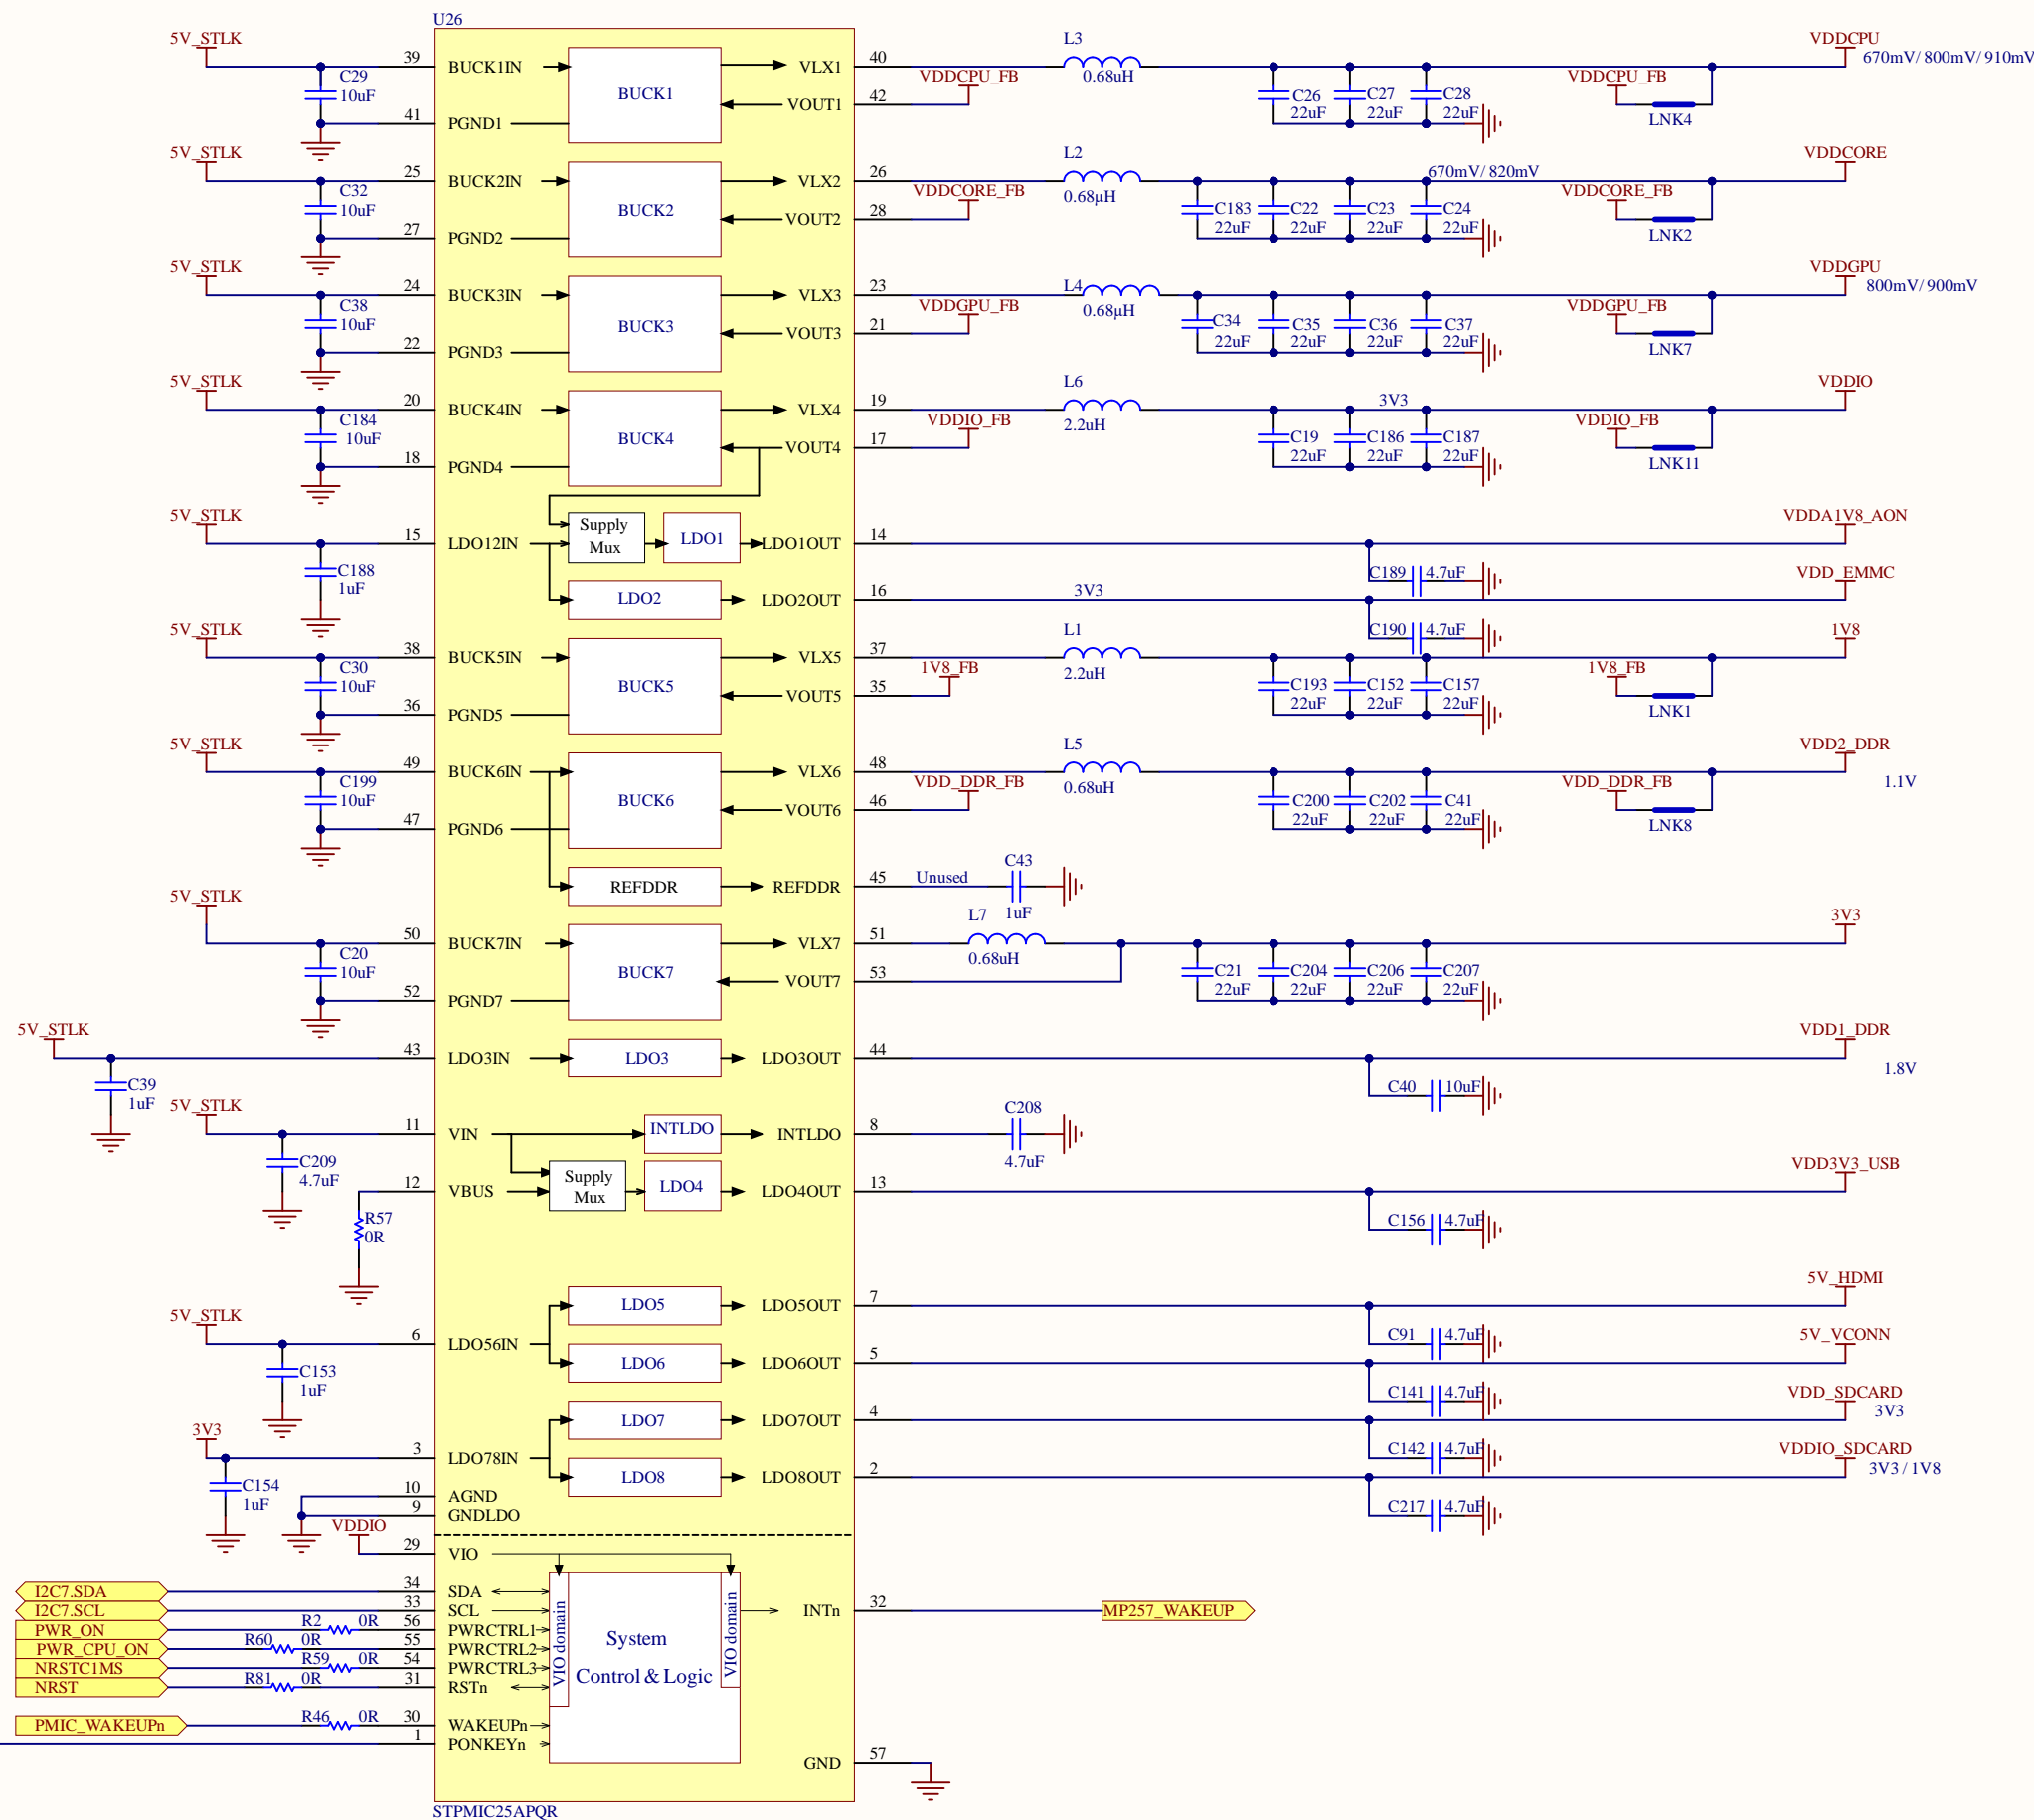 U26
5V_STLK
39
BUCK1IN
C29
10uF
41
PGND1
BUCK1
VLX1
40
VOUT1
42
VDDCPU_FB
L3
0.68uH
C26
22uF
C27
22uF
C28
22uF
VDDCPU_FB
LNK4
VDDCPU
670mV/ 800mV/ 910mV
5V_STLK
25
BUCK2IN
C32
10uF
27
PGND2
BUCK2
VLX2
26
VOUT2
28
VDDCORE_FB
L2
0.68µH
C183
22uF
C22
22uF
C23
22uF
C24
22uF
670mV/ 820mV
VDDCORE_FB
LNK2
VDDCORE
5V_STLK
24
BUCK3IN
C38
10uF
22
PGND3
BUCK3
VLX3
23
VOUT3
21
VDDGPU_FB
L4
0.68µH
C34
22uF
C35
22uF
C36
22uF
C37
22uF
VDDGPU_FB
LNK7
VDDGPU
800mV/ 900mV
5V_STLK
20
BUCK4IN
C184
10uF
18
PGND4
BUCK4
VLX4
19
VOUT4
17
VDDIO_FB
L6
2.2uH
C19
22uF
C186
22uF
C187
22uF
3V3
VDDIO_FB
LNK11
VDDIO
5V_STLK
15
LDO12IN
C188
1uF
Supply
Mux
LDO1
LDO1OUT
14
VDDA1V8_AON
C189
4.7uF
LDO2
LDO2OUT
16
3V3
VDD_EMMC
C190
4.7uF
5V_STLK
38
BUCK5IN
C30
10uF
36
PGND5
BUCK5
VLX5
37
VOUT5
35
1V8_FB
L1
2.2uH
C193
22uF
C152
22uF
C157
22uF
1V8_FB
LNK1
1V8
5V_STLK
49
BUCK6IN
C199
10uF
47
PGND6
BUCK6
VLX6
48
VOUT6
46
VDD_DDR_FB
L5
0.68uH
C200
22uF
C202
22uF
C41
22uF
VDD_DDR_FB
LNK8
VDD2_DDR
1.1V
REFDDR
REFDDR
45
Unused
C43
1uF
5V_STLK
50
BUCK7IN
C20
10uF
52
PGND7
BUCK7
VLX7
51
VOUT7
53
L7
0.68uH
C21
22uF
C204
22uF
C206
22uF
C207
22uF
3V3
5V_STLK
43
LDO3IN
C39
1uF
LDO3
LDO3OUT
44
VDD1_DDR
1.8V
C40
10uF
5V_STLK
11
VIN
C209
4.7uF
INTLDO
INTLDO
8
C208
4.7uF
12
VBUS
R57
0R
Supply
Mux
LDO4
LDO4OUT
13
VDD3V3_USB
C156
4.7uF
5V_STLK
6
LDO56IN
C153
1uF
LDO5
LDO5OUT
7
5V_HDMI
C91
4.7uF
LDO6
LDO6OUT
5
5V_VCONN
C141
4.7uF
3V3
3
LDO78IN
C154
1uF
LDO7
LDO7OUT
4
VDD_SDCARD
3V3
C142
4.7uF
LDO8
LDO8OUT
2
VDDIO_SDCARD
3V3 / 1V8
C217
4.7uF
10
AGND
9
GNDLDO
VDDIO
29
VIO
I2C7.SDA
34
SDA
I2C7.SCL
33
SCL
PWR_ON
R2
0R
56
PWRCTRL1
PWR_CPU_ON
R60
0R
55
PWRCTRL2
NRSTC1MS
R59
0R
54
PWRCTRL3
NRST
R81
0R
31
RSTn
PMIC_WAKEUPn
R46
0R
30
WAKEUPn
1
PONKEYn
VIO domain
System
Control & Logic
VIO domain
INTn
32
MP257_WAKEUP
GND
57
STPMIC25APQR